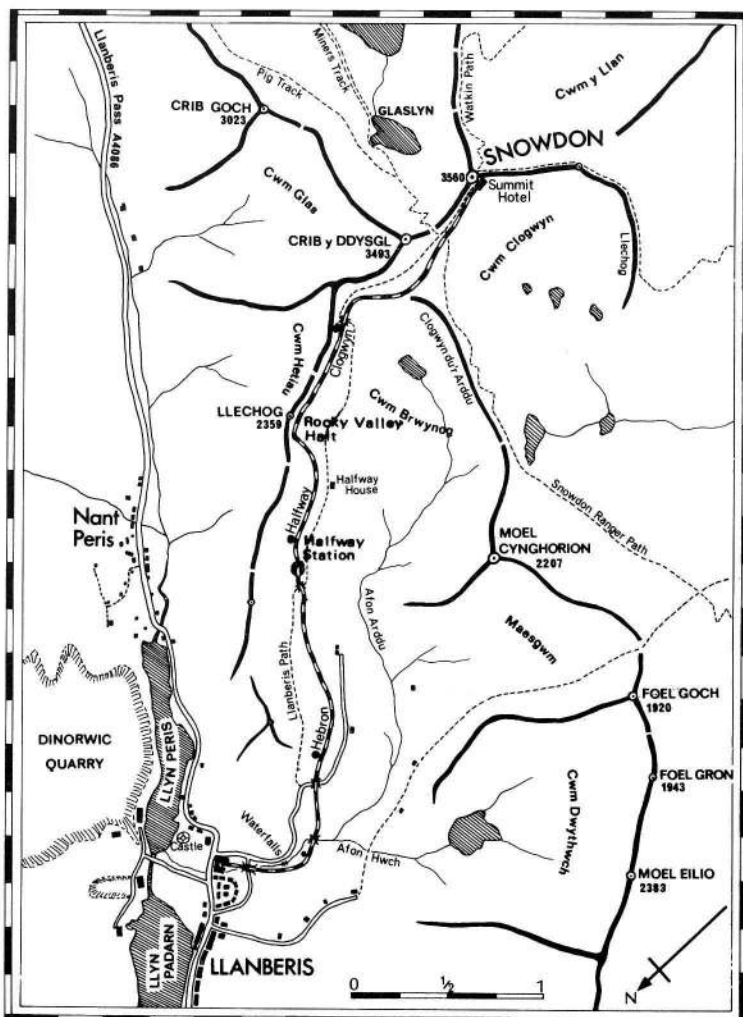 Llanberis Pass A4086
Pig Track
Miners Track
Watkin Path
Cwm y Llan
CRIB GOCH
3023
GLASLYN
SNOWDON
3560
Summit
Hotel
Cwm Glas
CRIB y DDYSGL
3493
Cwm Clogwyn
Llechog
Clogwyn
Cwm Hetiau
Clogwyn du'r Arddu
Cwm Brwynog
LLECHOG
2359
Rocky Valley
Halt
Halfway
House
Halfway
Halfway
Station
Snowdon Ranger Path
Nant
Peris
MOEL
CYNGHORION
2207
Afon Arddu
Maesgwm
Llanberis Path
FOEL GOCH
1920
DINORWIC
QUARRY
LLYN PERIS
Hebron
FOEL GRON
1943
Cwm Dwythwch
Waterfalls
Castle
Afon Hwch
MOEL EILIO
2383
LLYN
PADARN
LLANBERIS
0 ½ 1
N